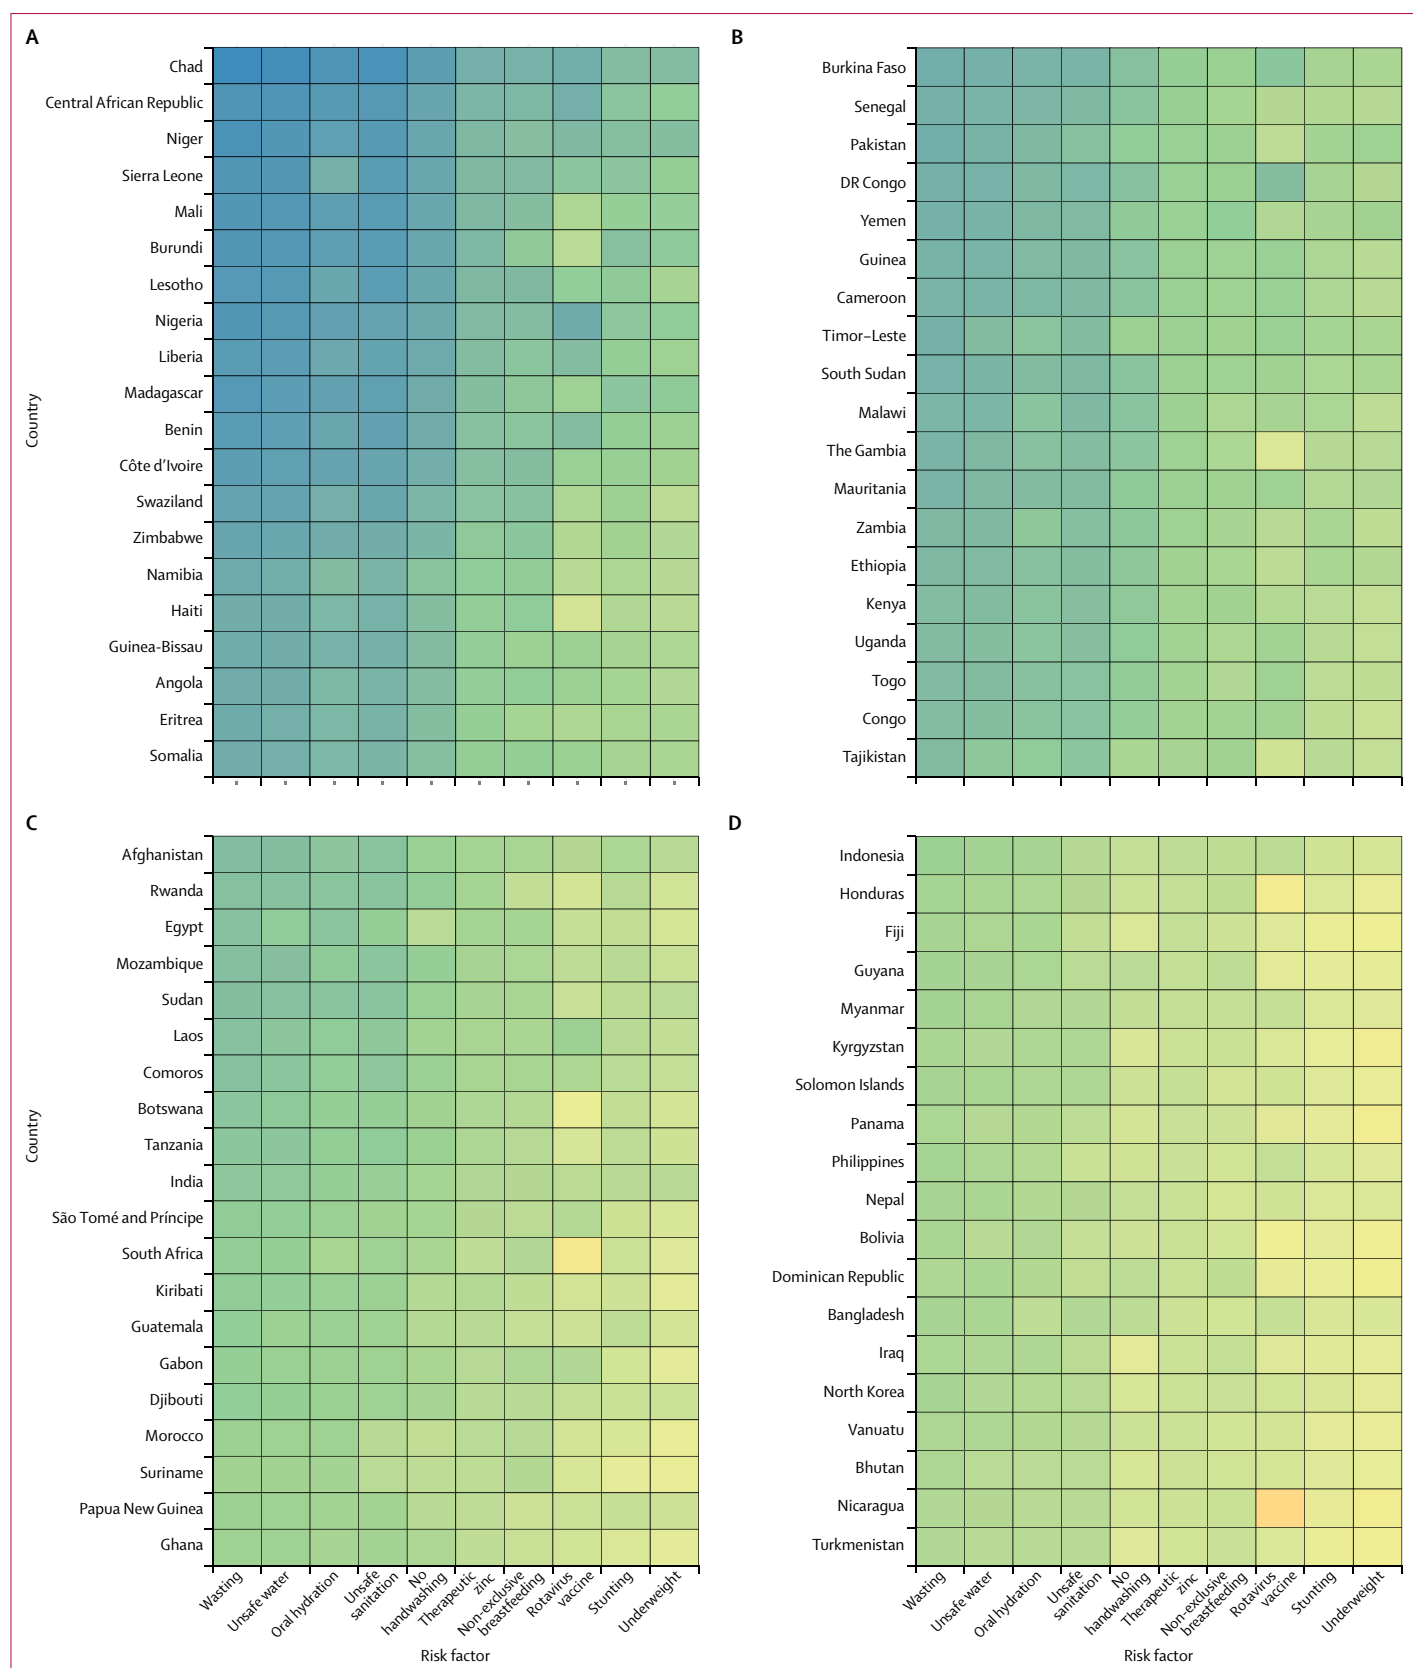 A
Chad
Central African Republic
Niger
Sierra Leone
Mali
Burundi
Lesotho
Nigeria
Liberia
Madagascar
Benin
Côte d'Ivoire
Swaziland
Zimbabwe
Namibia
Haiti
Guinea-Bissau
Angola
Eritrea
Somalia
Country
B
Burkina Faso
Senegal
Pakistan
DR Congo
Yemen
Guinea
Cameroon
Timor–Leste
South Sudan
Malawi
The Gambia
Mauritania
Zambia
Ethiopia
Kenya
Uganda
Togo
Congo
Tajikistan
C
Afghanistan
Rwanda
Egypt
Mozambique
Sudan
Laos
Comoros
Botswana
Tanzania
India
São Tomé and Príncipe
South Africa
Kiribati
Guatemala
Gabon
Djibouti
Morocco
Suriname
Papua New Guinea
Ghana
Country
Wasting
Unsafe water
Oral hydration
Unsafe
sanitation
No
handwashing
Therapeutic
zinc
Non-exclusive
breastfeeding
Rotavirus
vaccine
Stunting
Underweight
Risk factor
D
Indonesia
Honduras
Fiji
Guyana
Myanmar
Kyrgyzstan
Solomon Islands
Panama
Philippines
Nepal
Bolivia
Dominican Republic
Bangladesh
Iraq
North Korea
Vanuatu
Bhutan
Nicaragua
Turkmenistan
Wasting
Unsafe water
Oral hydration
Unsafe
sanitation
No
handwashing
Therapeutic
zinc
Non-exclusive
breastfeeding
Rotavirus
vaccine
Stunting
Underweight
Risk factor